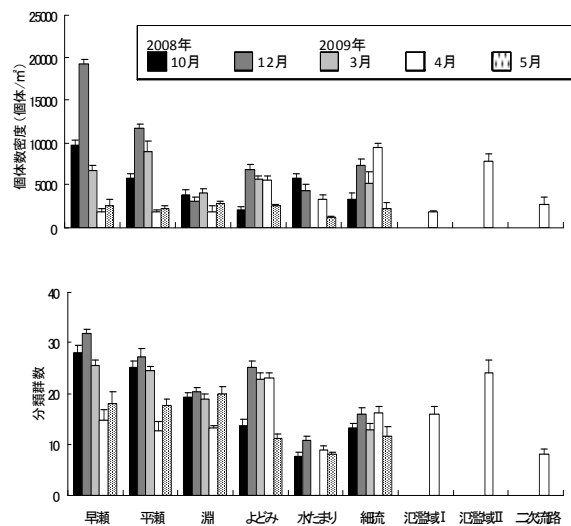 25000
20000
15000
10000
5000
0
個体数密度(個体/㎡)
2008年 2009年
10月 12月 3月 4月 5月
40
30
20
10
0
分類群数
早瀬 平瀬 淵 よどみ 水たまり 細流 氾濫域Ⅰ 氾濫域Ⅱ 二次流路